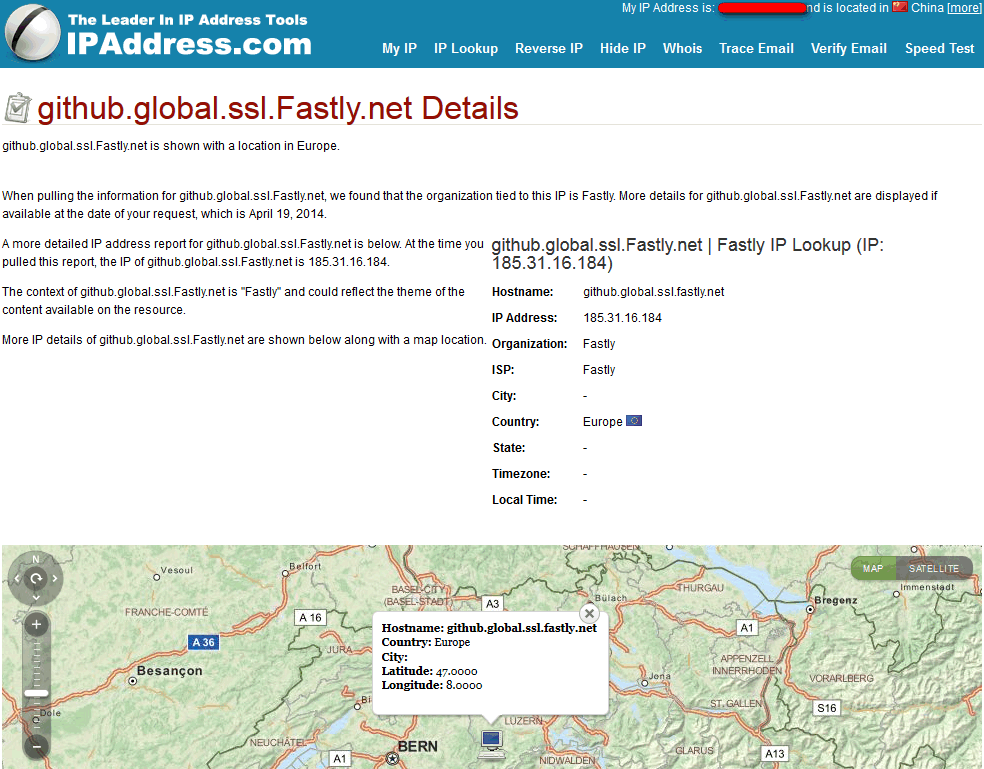 The Leader In IP Address Tools
IPAddress.com
My IP Address is: nd is located in China [more]
My IP IP Lookup Reverse IP Hide IP Whois Trace Email Verify Email Speed Test
github.global.ssl.Fastly.net Details
github.global.ssl.Fastly.net is shown with a location in Europe.
When pulling the information for github.global.ssl.Fastly.net, we found that the organization tied to this IP is Fastly. More details for github.global.ssl.Fastly.net are displayed if
available at the date of your request, which is April 19, 2014.
A more detailed IP address report for github.global.ssl.Fastly.net is below. At the time you
pulled this report, the IP of github.global.ssl.Fastly.net is 185.31.16.184.
The context of github.global.ssl.Fastly.net is "Fastly" and could reflect the theme of the
content available on the resource.
More IP details of github.global.ssl.Fastly.net are shown below along with a map location.
github.global.ssl.Fastly.net | Fastly IP Lookup (IP:
185.31.16.184)
Hostname: github.global.ssl.fastly.net
IP Address: 185.31.16.184
Organization: Fastly
ISP: Fastly
City: -
Country: Europe
State: -
Timezone: -
Local Time: -
N
SCHAFFHAUSEN
MAP SATELLITE
Vesoul
Belfort
Immenstadt
BASEL-CITY
(BASEL-STADT)
THURGAU
Bülach
Bregenz
FRANCHE-COMTÉ
A 16
A3
A1
A 36
JURA
Hostname: github.global.ssl.fastly.net
Country: Europe
City:
Latitude: 47.0000
Longitude: 8.0000
APPENZELL
INNERRHODEN
Besançon
Jona
VORARLBERG
Bi
ST. GALLEN
S16
Dole
LUZERN
NEUCHÂTEL
BERN
A1
NIDWALDEN
GLARUS
A13